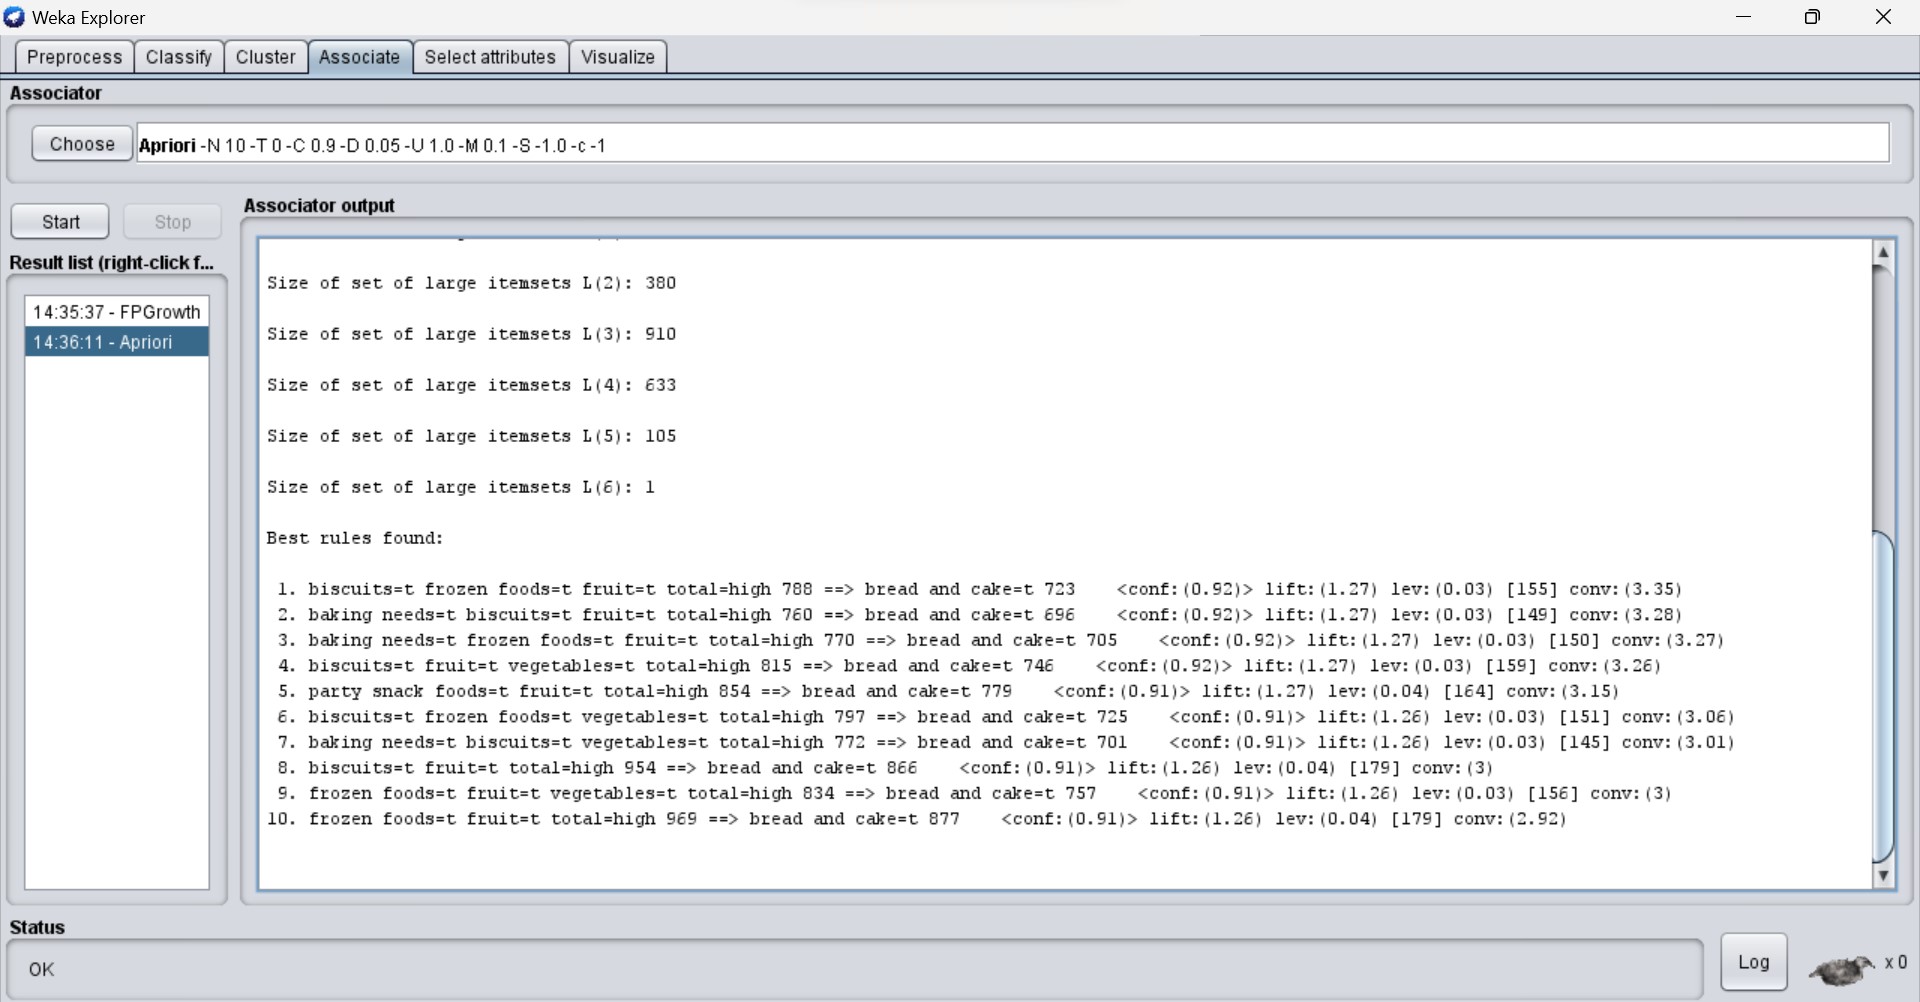 Weka Explorer
Preprocess Classify Cluster Associate Select attributes Visualize
Associator
Choose Apriori -N 10 -T 0 -C 0.9 -D 0.05 -U 1.0 -M 0.1 -S -1.0 -c -1
Start Stop
Associator output
Result list (right-click f...
14:35:37 - FPGrowth
14:36:11 - Apriori
Size of set of large itemsets L(2): 380
Size of set of large itemsets L(3): 910
Size of set of large itemsets L(4): 633
Size of set of large itemsets L(5): 105
Size of set of large itemsets L(6): 1
Best rules found:
1. biscuits=t frozen foods=t fruit=t total=high 788 ==> bread and cake=t 723 <conf:(0.92)> lift:(1.27) lev:(0.03) [155] conv:(3.35)
2. baking needs=t biscuits=t fruit=t total=high 760 ==> bread and cake=t 696 <conf:(0.92)> lift:(1.27) lev:(0.03) [149] conv:(3.28)
3. baking needs=t frozen foods=t fruit=t total=high 770 ==> bread and cake=t 705 <conf:(0.92)> lift:(1.27) lev:(0.03) [150] conv:(3.27)
4. biscuits=t fruit=t vegetables=t total=high 815 ==> bread and cake=t 746 <conf:(0.92)> lift:(1.27) lev:(0.03) [159] conv:(3.26)
5. party snack foods=t fruit=t total=high 854 ==> bread and cake=t 779 <conf:(0.91)> lift:(1.27) lev:(0.04) [164] conv:(3.15)
6. biscuits=t frozen foods=t vegetables=t total=high 797 ==> bread and cake=t 725 <conf:(0.91)> lift:(1.26) lev:(0.03) [151] conv:(3.06)
7. baking needs=t biscuits=t vegetables=t total=high 772 ==> bread and cake=t 701 <conf:(0.91)> lift:(1.26) lev:(0.03) [145] conv:(3.01)
8. biscuits=t fruit=t total=high 954 ==> bread and cake=t 866 <conf:(0.91)> lift:(1.26) lev:(0.04) [179] conv:(3)
9. frozen foods=t fruit=t vegetables=t total=high 834 ==> bread and cake=t 757 <conf:(0.91)> lift:(1.26) lev:(0.03) [156] conv:(3)
10. frozen foods=t fruit=t total=high 969 ==> bread and cake=t 877 <conf:(0.91)> lift:(1.26) lev:(0.04) [179] conv:(2.92)
Status
OK
Log
x 0